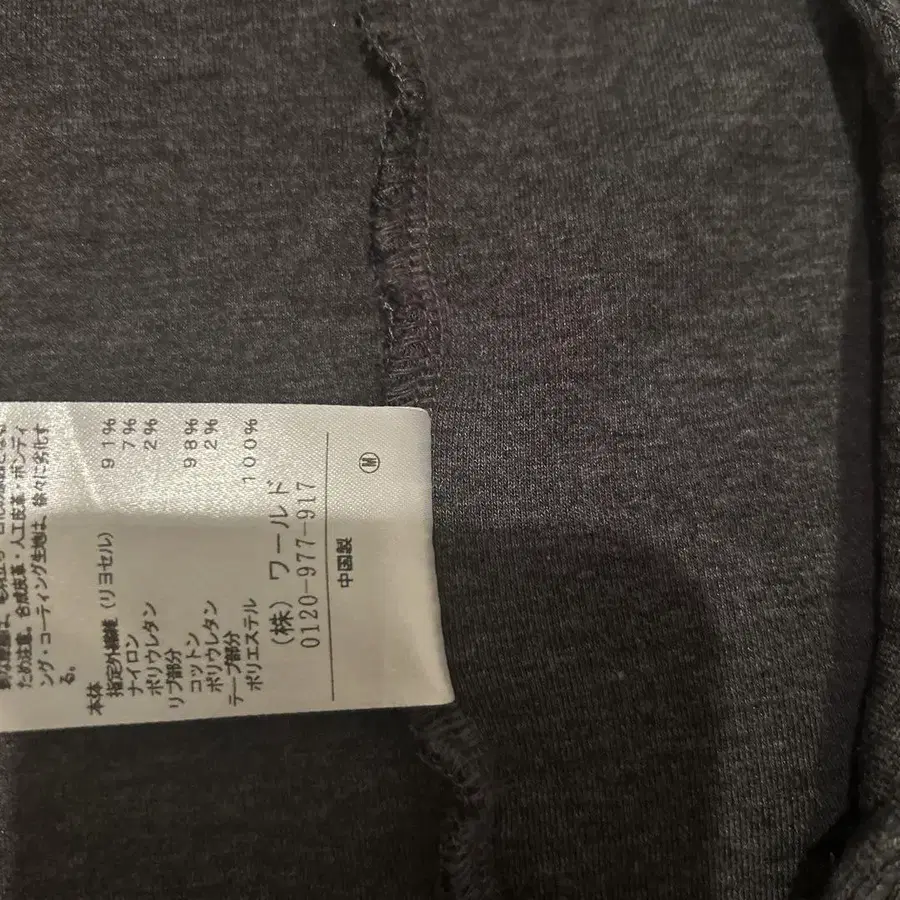 ため注意。合成皮革・人工皮革・ボンディ
ング・コーティング生地は、徐々に劣化す
る。
本体
指定外繊維（リヨセル） 91%
ナイロン 7%
ポリウレタン 2%
リブ部分
コットン 98%
ポリウレタン 2%
テープ部分
ポリエステル 100%
（株）ワールド
0120-977-917
中国製 Ⓜ